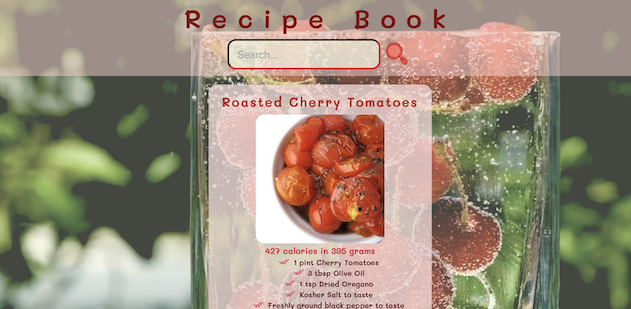 Recipe Book
Search...
Roasted Cherry Tomatoes
427 calories in 395 grams
1 pint Cherry Tomatoes
3 tbsp Olive Oil
1 tsp Dried Oregano
Kosher Salt to taste
Freshly ground black pepper to taste